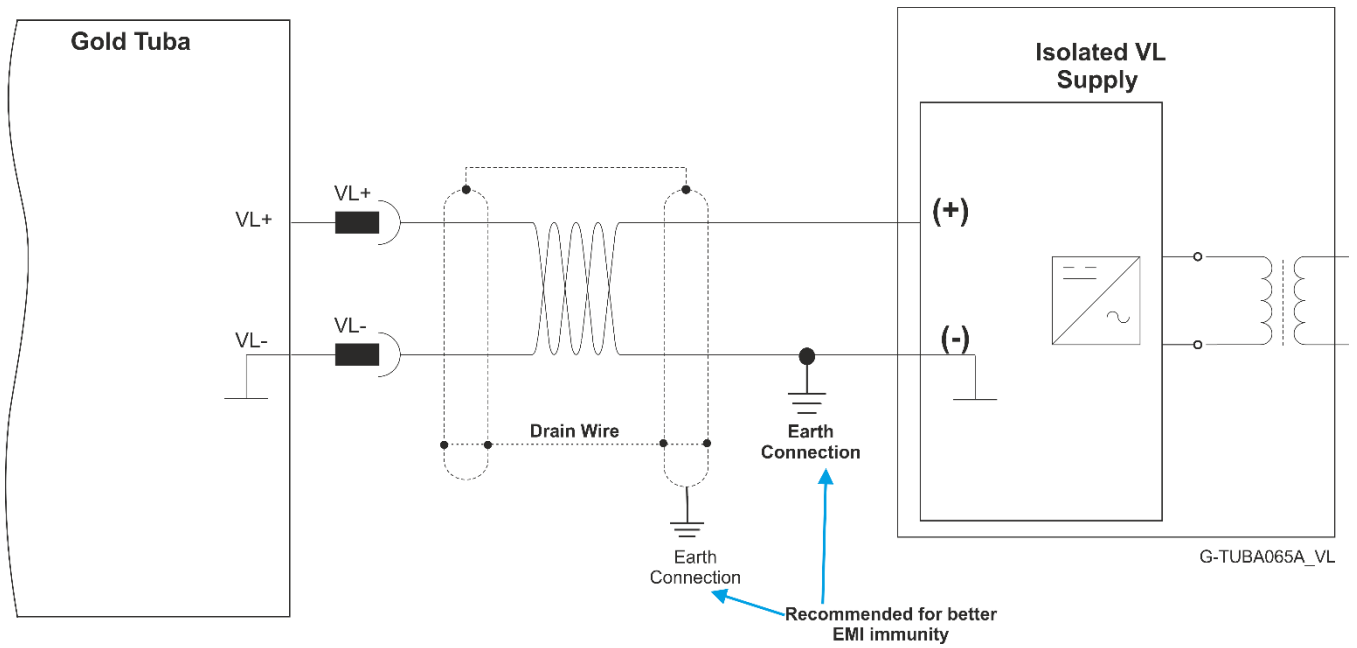 Gold Tuba
Isolated VL
Supply
VL+
VL+
(+)
VL-
VL-
(-)
Drain Wire
Earth
Connection
Earth
Connection
G-TUBA065A_VL
Recommended for better
EMI immunity